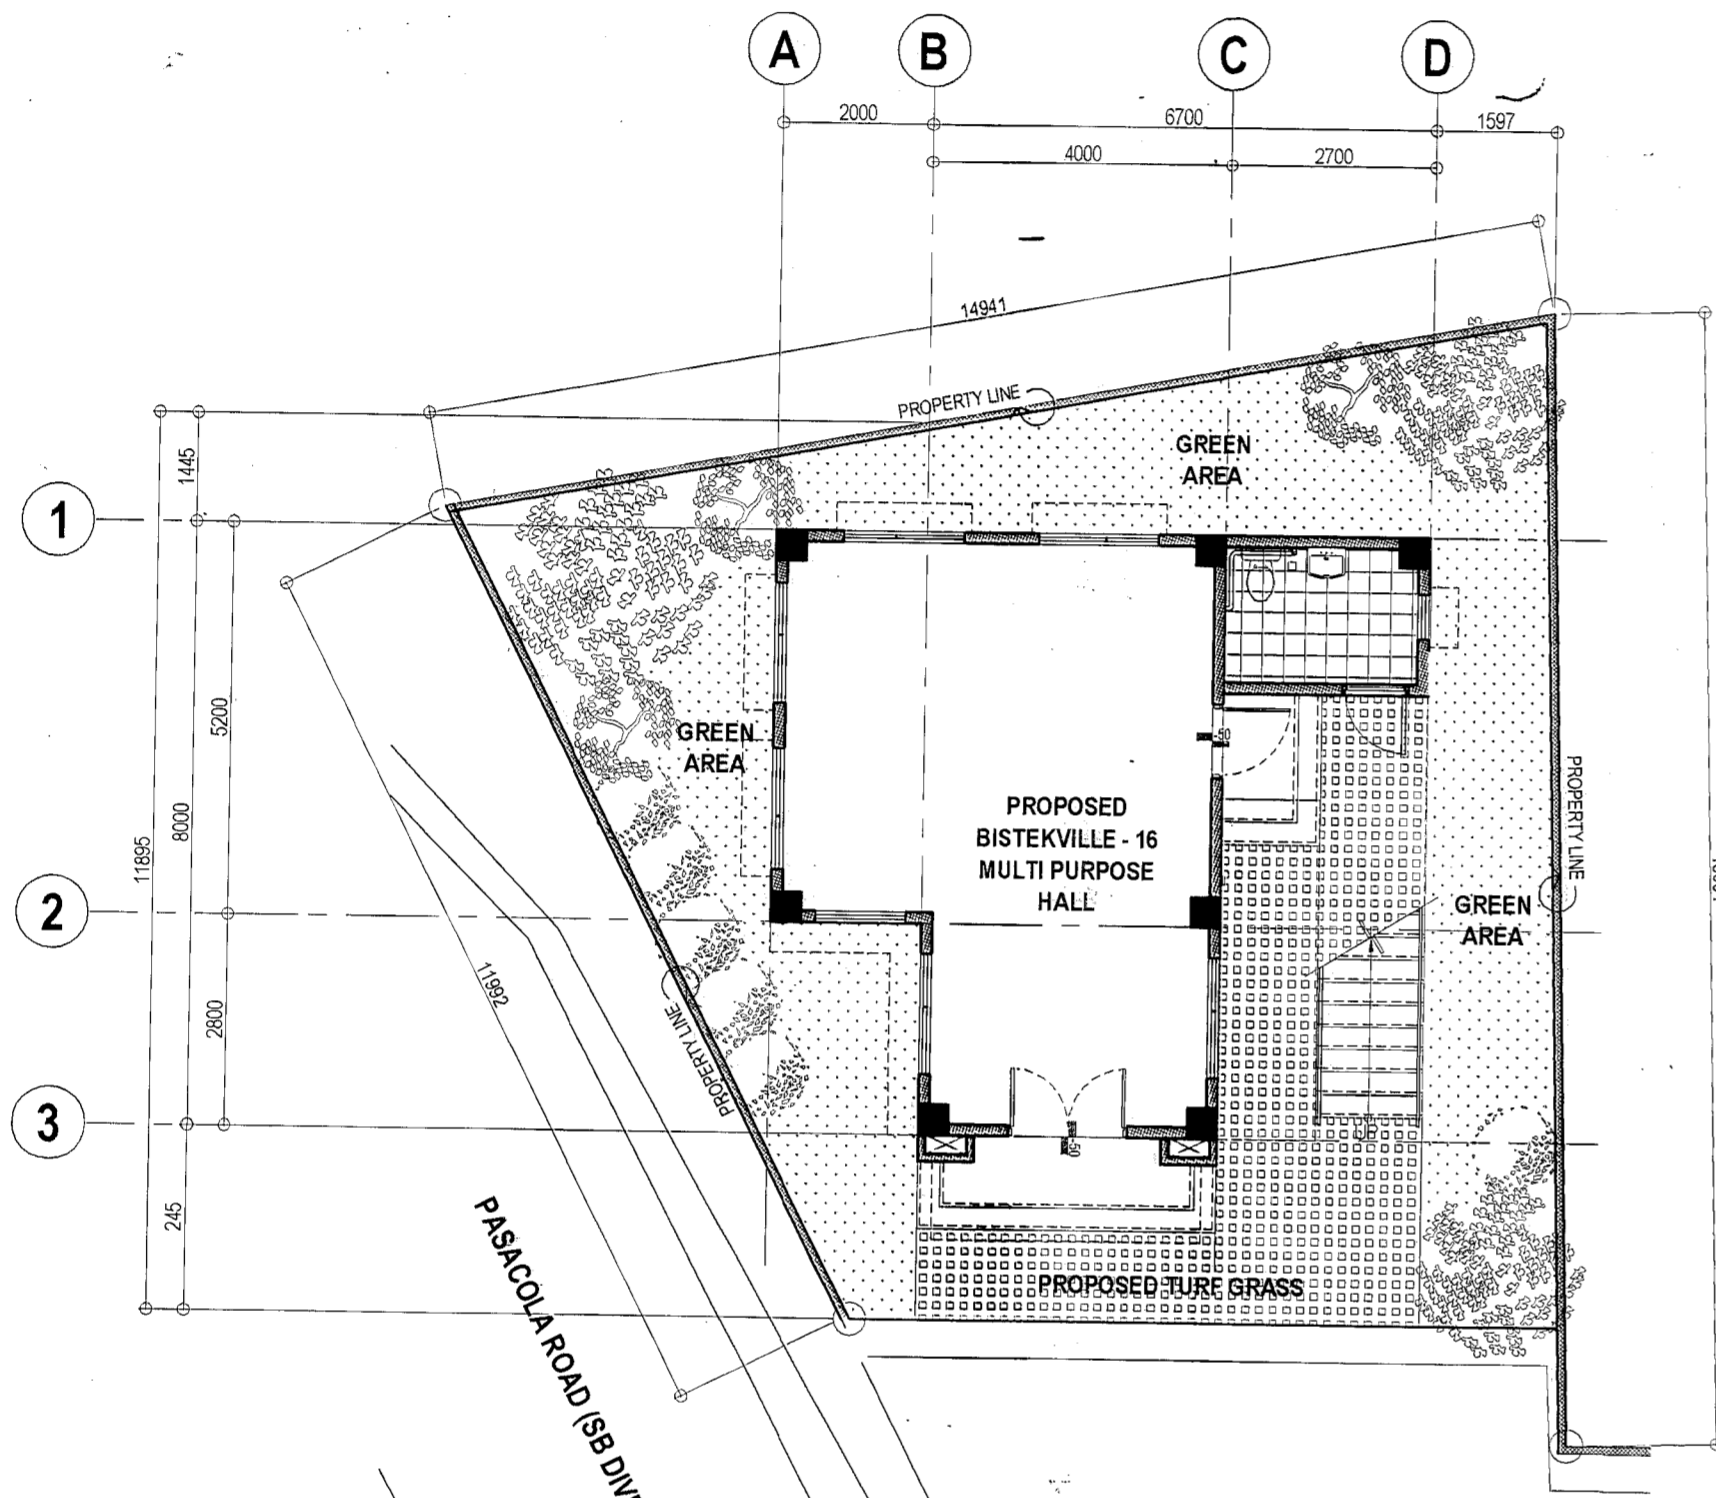 A
B
C
D
2000
6700
1597
4000
2700
14941
PROPERTY LINE
GREEN
AREA
1445
1
5200
GREEN
AREA
8000
11895
PROPOSED
BISTEKVILLE - 16
MULTI PURPOSE
HALL
-50
PROPERTY LINE
GREEN
AREA
2
11992
2800
PROPERTY LINE
3
-50
245
PROPOSED TURF GRASS
PASACOLA ROAD (SB DIV